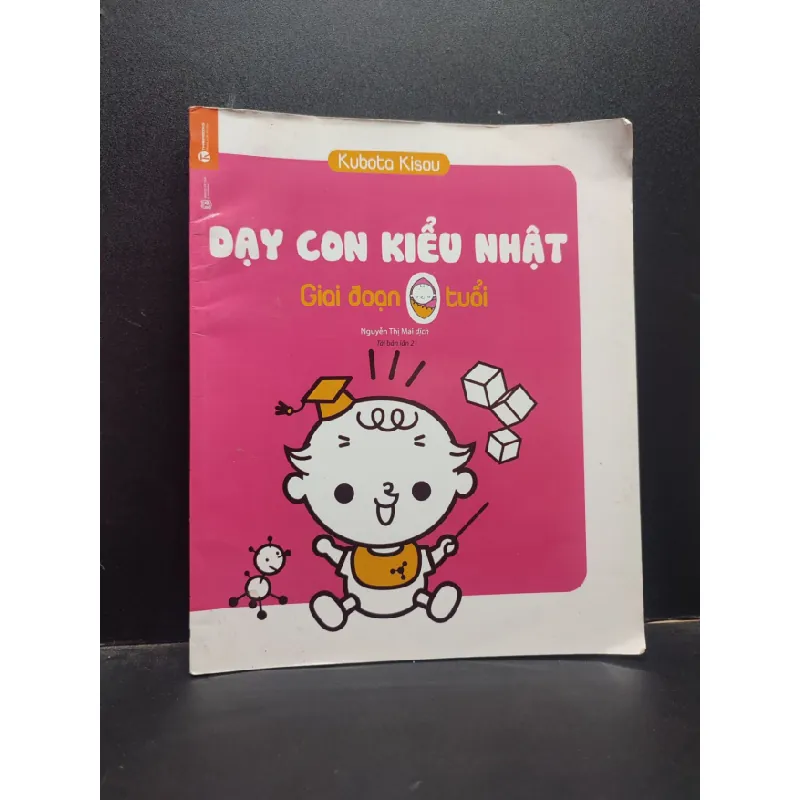 Kubota Kisou
DẠY CON KIỂU NHẬT
Giai đoạn 0 tuổi
Nguyễn Thị Mai dịch
Tái bản lần 2